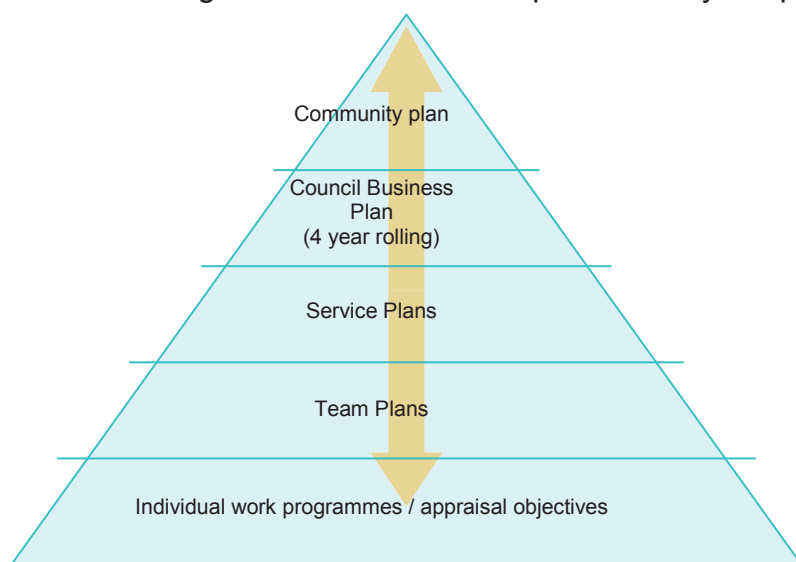 Community plan
Council Business
Plan
(4 year rolling)
Service Plans
Team Plans
Individual work programmes / appraisal objectives